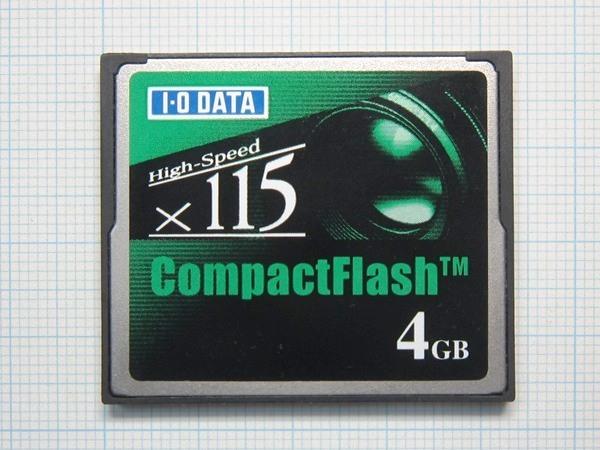 I-O DATA
High-Speed
×115
CompactFlash™
4GB